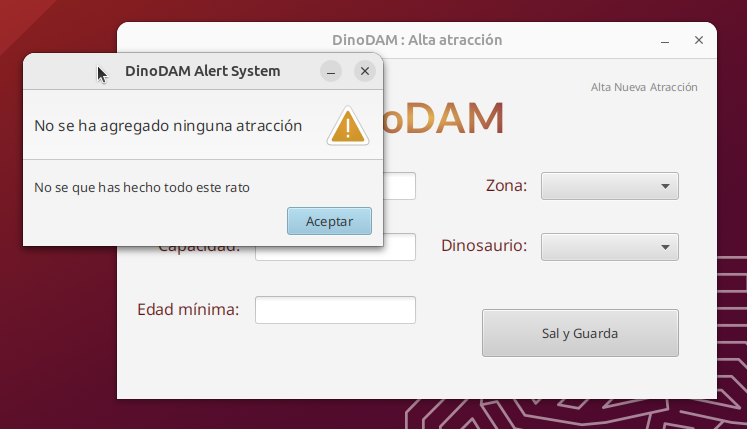 DinoDAM : Alta atracción
DinoDAM Alert System
Alta Nueva Atracción
oDAM
No se ha agregado ninguna atracción
No se que has hecho todo este rato
Aceptar
Zona:
Capacidad:
Dinosaurio:
Edad mínima:
Sal y Guarda